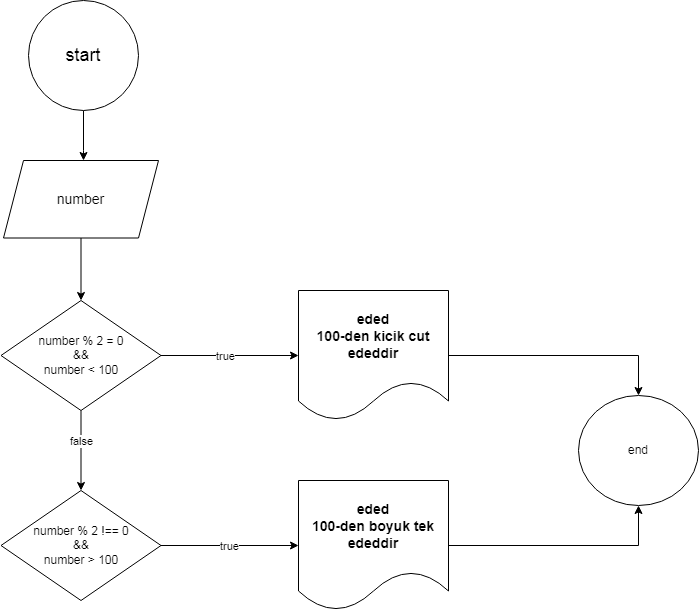 start
number
number % 2 = 0
&&
number < 100
true
eded
100-den kicik cut
ededdir
end
false
number % 2 !== 0
&&
number > 100
true
eded
100-den boyuk tek
ededdir